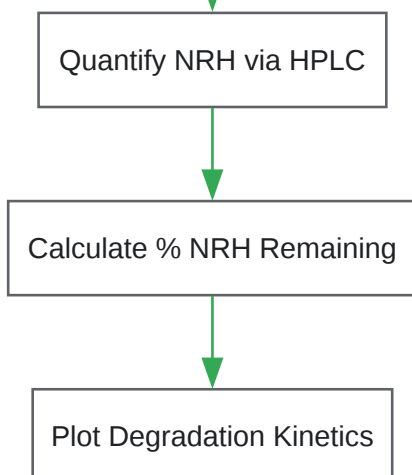 Quantify NRH via HPLC
Calculate % NRH Remaining
Plot Degradation Kinetics